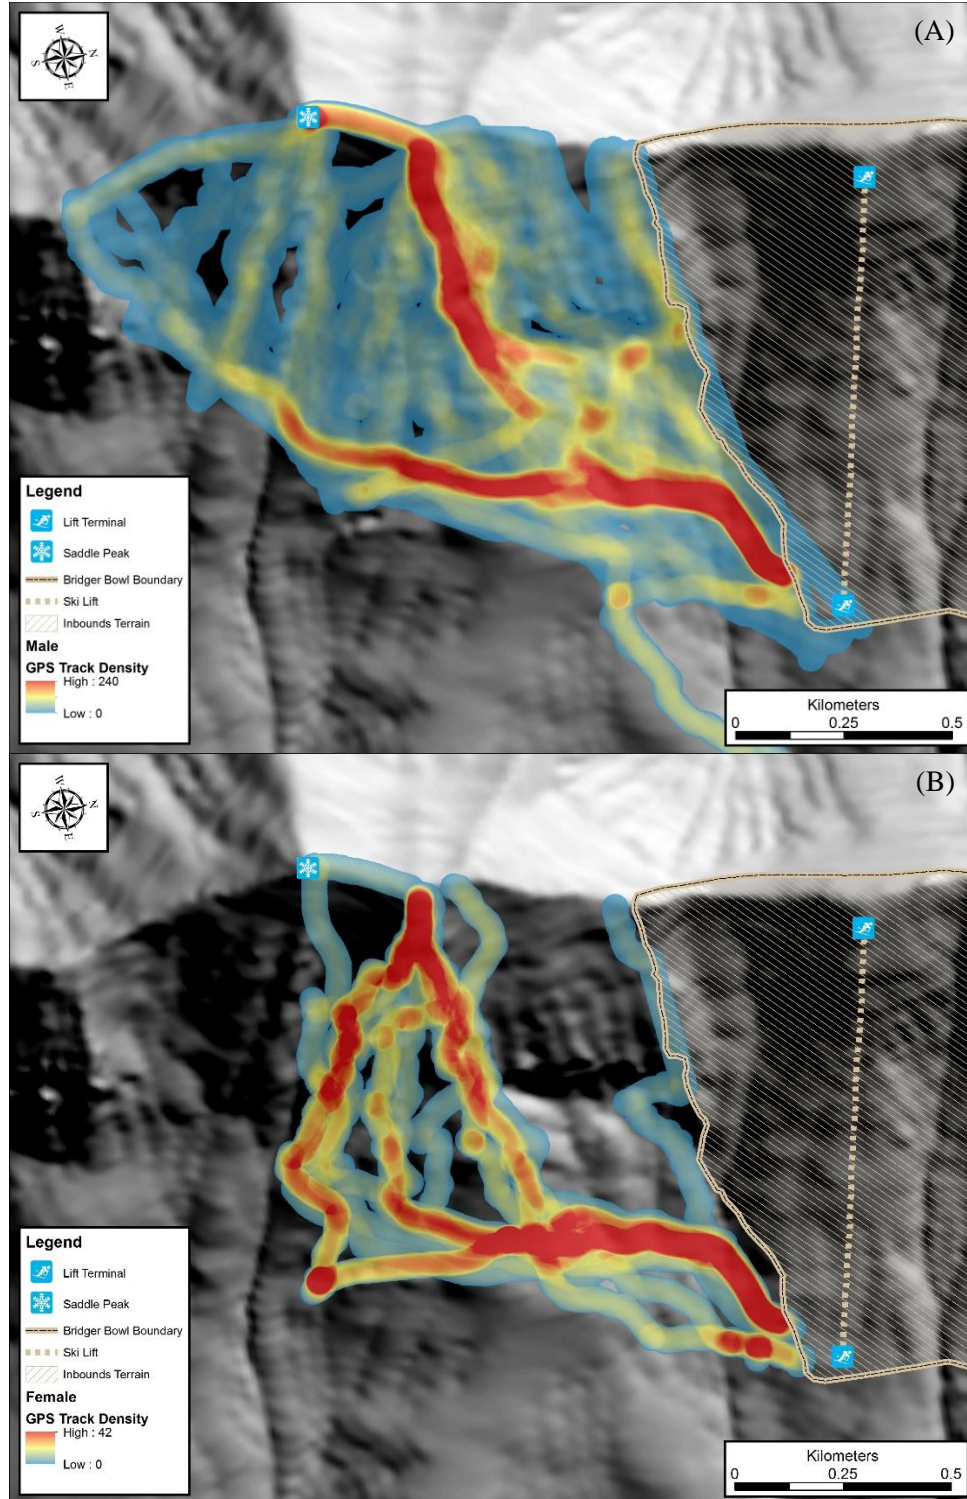 (A)
W
N
S
E
Legend
Lift Terminal
Saddle Peak
Bridger Bowl Boundary
Ski Lift
Inbounds Terrain
Male
GPS Track Density
High : 240
Low : 0
Kilometers
0 0.25 0.5
(B)
W
N
S
E
Legend
Lift Terminal
Saddle Peak
Bridger Bowl Boundary
Ski Lift
Inbounds Terrain
Female
GPS Track Density
High : 42
Low : 0
Kilometers
0 0.25 0.5